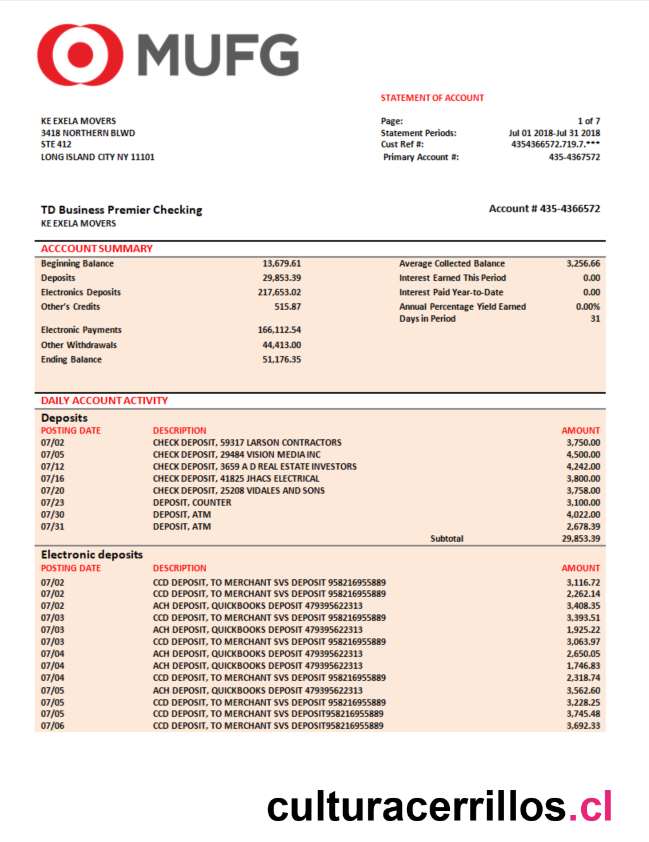 MUFG
STATEMENT OF ACCOUNT
KE EXELA MOVERS
3418 NORTHERN BLWD
STE 412
LONG ISLAND CITY NY 11101
Page: 1 of 7
Statement Periods: Jul 01 2018-Jul 31 2018
Cust Ref #: 4354366572.719.7.***
Primary Account #: 435-4367572
TD Business Premier Checking
Account # 435-4366572
KE EXELA MOVERS
ACCCOUNT SUMMARY
Beginning Balance 13,679.61 Average Collected Balance 3,256.66
Deposits 29,853.39 Interest Earned This Period 0.00
Electronics Deposits 217,653.02 Interest Paid Year-to-Date 0.00
Other's Credits 515.87 Annual Percentage Yield Earned 0.00%
Days in Period 31
Electronic Payments 166,112.54
Other Withdrawals 44,413.00
Ending Balance 51,176.35
DAILY ACCOUNT ACTIVITY
Deposits
POSTING DATE DESCRIPTION AMOUNT
07/02 CHECK DEPOSIT, 59317 LARSON CONTRACTORS 3,750.00
07/05 CHECK DEPOSIT, 29484 VISION MEDIA INC 4,500.00
07/12 CHECK DEPOSIT, 3659 A D REAL ESTATE INVESTORS 4,242.00
07/16 CHECK DEPOSIT, 41825 JHACS ELECTRICAL 3,800.00
07/20 CHECK DEPOSIT, 25208 VIDALES AND SONS 3,758.00
07/23 DEPOSIT, COUNTER 3,100.00
07/30 DEPOSIT, ATM 4,022.00
07/31 DEPOSIT, ATM 2,678.39
Subtotal 29,853.39
Electronic deposits
POSTING DATE DESCRIPTION AMOUNT
07/02 CCD DEPOSIT, TO MERCHANT SVS DEPOSIT 958216955889 3,116.72
07/02 CCD DEPOSIT, TO MERCHANT SVS DEPOSIT 958216955889 2,262.14
07/02 ACH DEPOSIT, QUICKBOOKS DEPOSIT 479395622313 3,408.35
07/03 CCD DEPOSIT, TO MERCHANT SVS DEPOSIT 958216955889 3,393.51
07/03 ACH DEPOSIT, QUICKBOOKS DEPOSIT 479395622313 1,925.22
07/03 CCD DEPOSIT, TO MERCHANT SVS DEPOSIT 958216955889 3,063.97
07/04 ACH DEPOSIT, QUICKBOOKS DEPOSIT 479395622313 2,650.05
07/04 ACH DEPOSIT, QUICKBOOKS DEPOSIT 479395622313 1,746.83
07/04 CCD DEPOSIT, TO MERCHANT SVS DEPOSIT 958216955889 2,318.74
07/05 ACH DEPOSIT, QUICKBOOKS DEPOSIT 479395622313 3,562.60
07/05 CCD DEPOSIT, TO MERCHANT SVS DEPOSIT 958216955889 3,228.25
07/05 CCD DEPOSIT, TO MERCHANT SVS DEPOSIT958216955889 3,745.48
07/06 CCD DEPOSIT, TO MERCHANT SVS DEPOSIT958216955889 3,692.33
culturacerrillos.cl